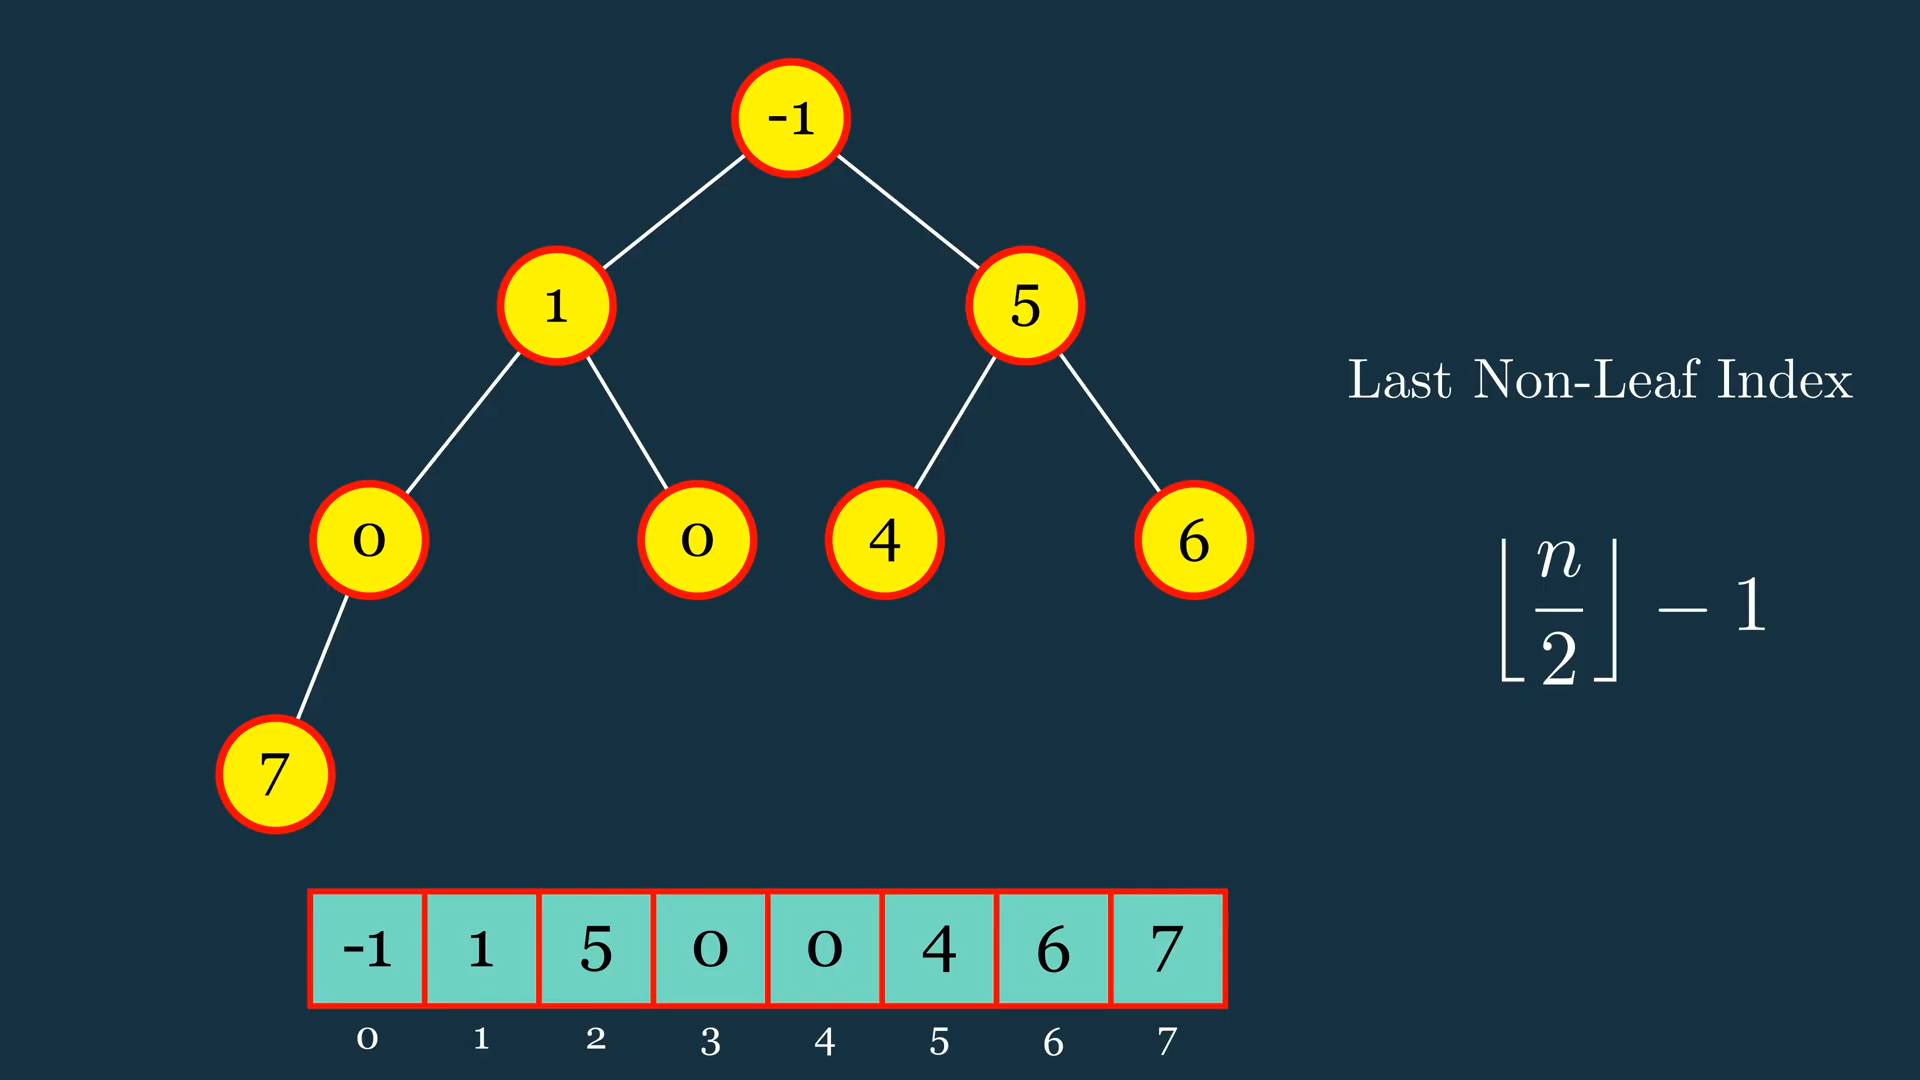 -1
1 5
Last Non-Leaf Index
0 0 4 6
⌊n/2⌋ − 1
7
-1 1 5 0 0 4 6 7
0 1 2 3 4 5 6 7